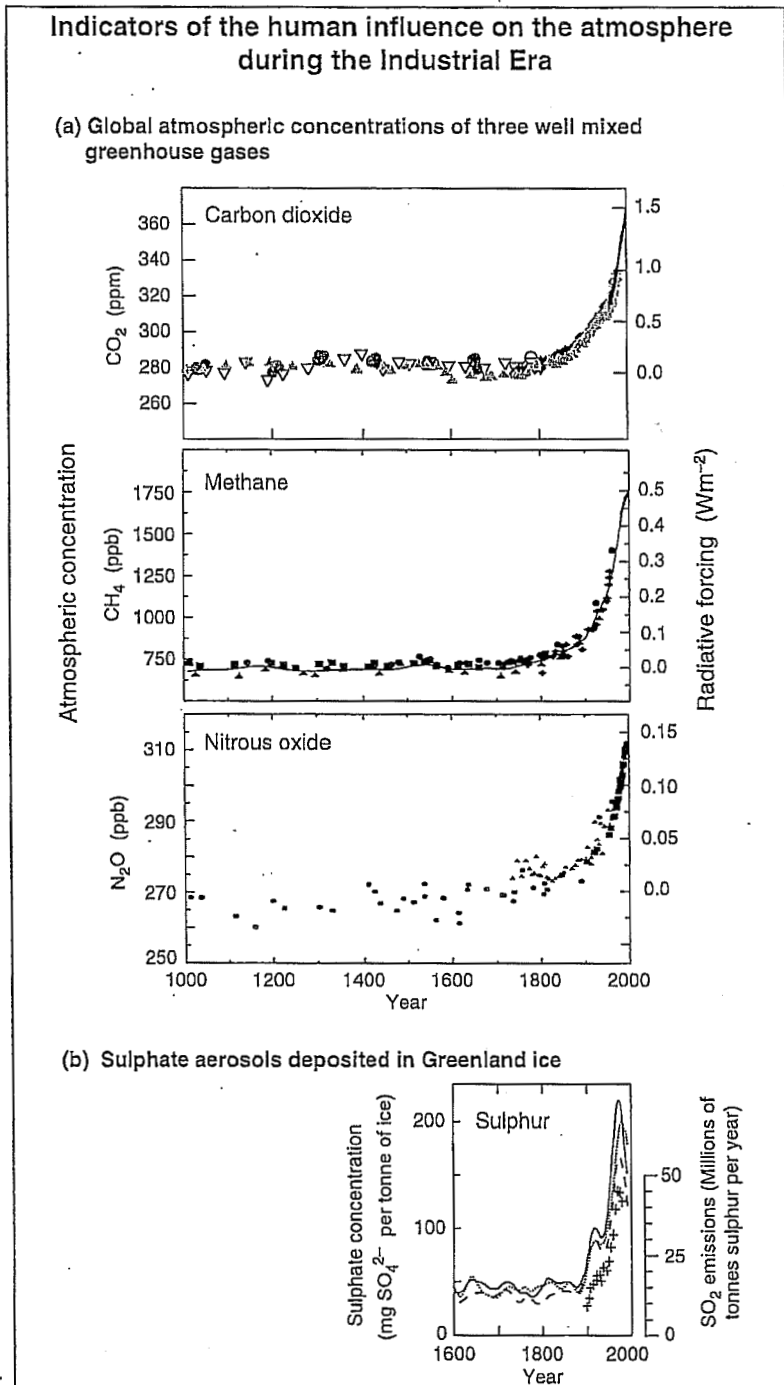 Indicators of the human influence on the atmosphere
during the Industrial Era
(a) Global atmospheric concentrations of three well mixed
greenhouse gases
Carbon dioxide
360
340
320
300
280
260
CO₂ (ppm)
1.5
1.0
0.5
0.0
Atmospheric concentration
Methane
1750
1500
1250
1000
750
CH₄ (ppb)
0.5
0.4
0.3
0.2
0.1
0.0
Radiative forcing (Wm⁻²)
Nitrous oxide
310
290
270
250
N₂O (ppb)
0.15
0.10
0.05
0.0
1000 1200 1400 1600 1800 2000
Year
(b) Sulphate aerosols deposited in Greenland ice
Sulphur
Sulphate concentration
(mg SO₄²⁻ per tonne of ice)
200
100
0
50
25
0
SO₂ emissions (Millions of
tonnes sulphur per year)
1600 1800 2000
Year